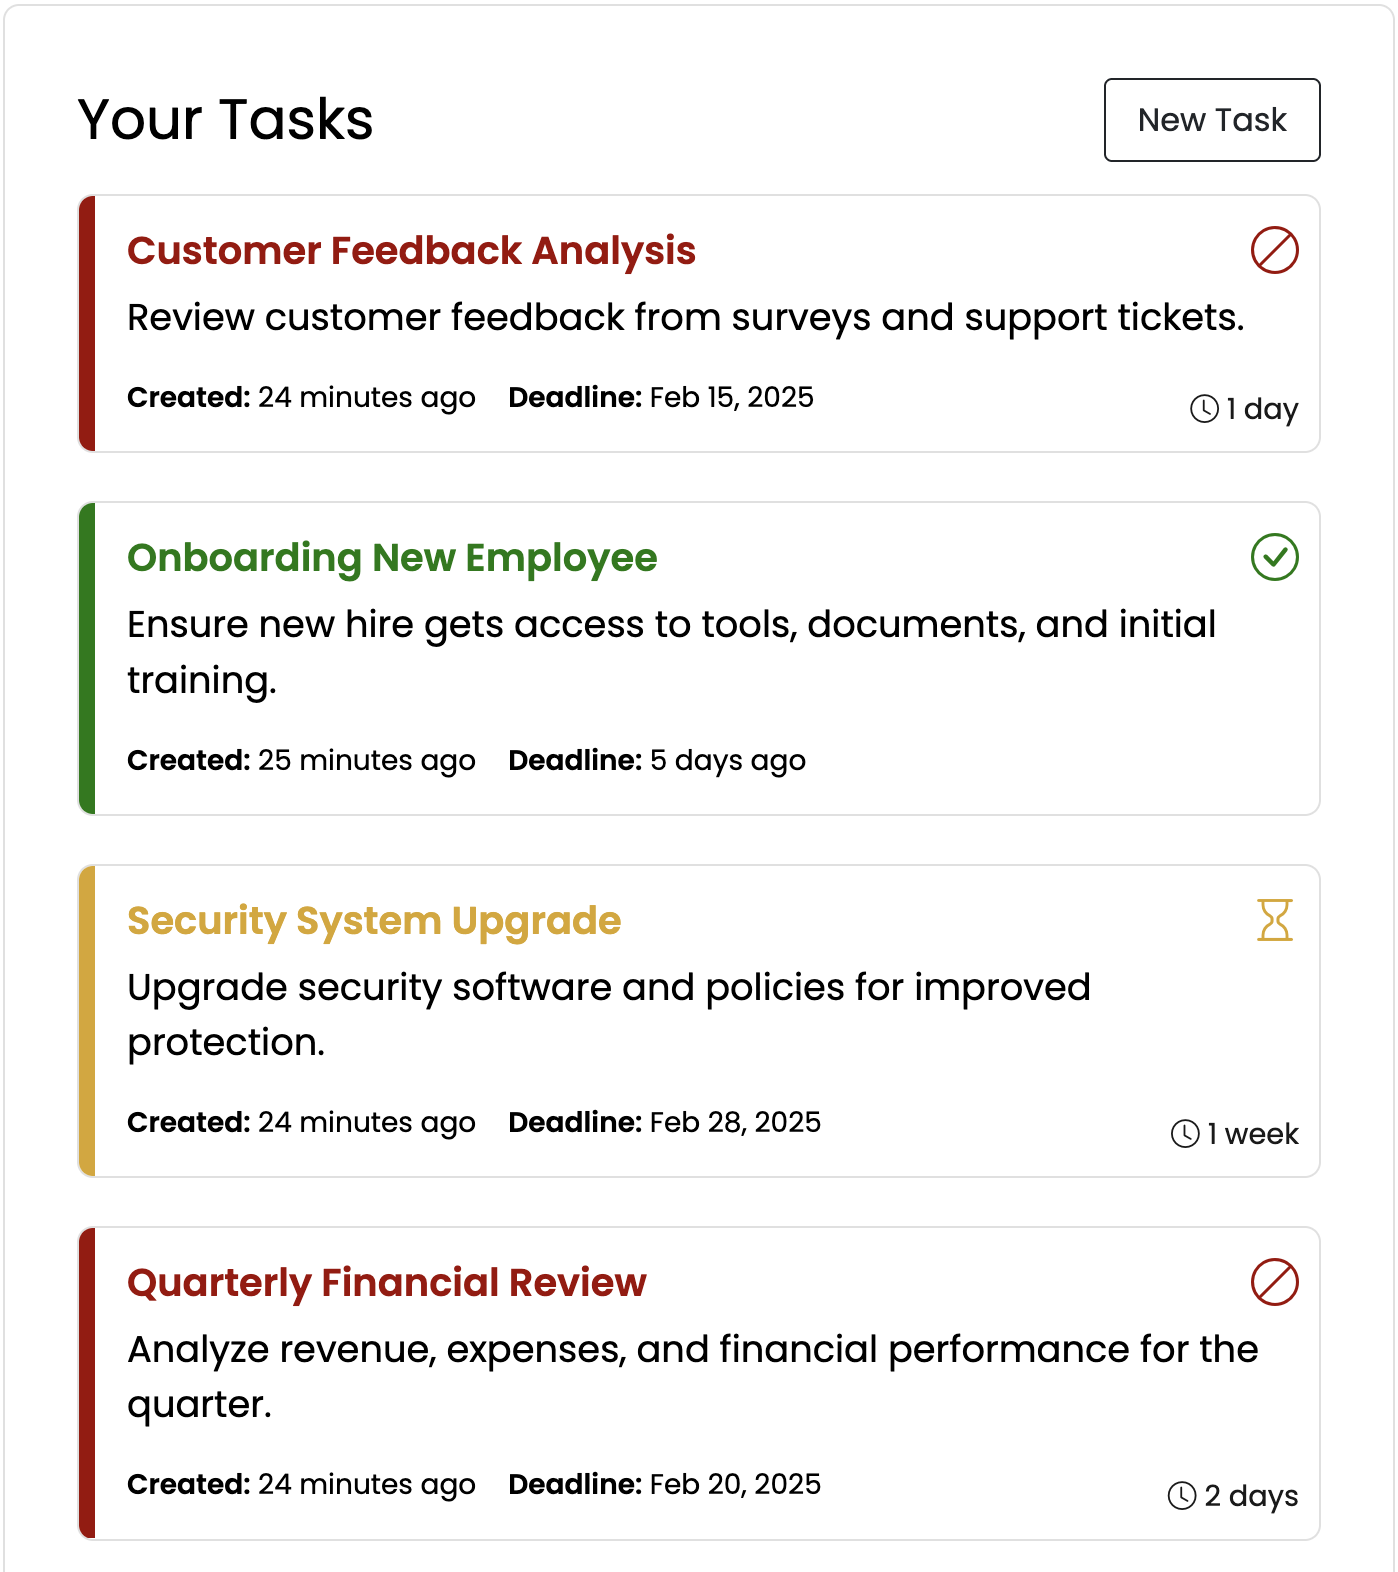 Your Tasks
New Task
Customer Feedback Analysis
Review customer feedback from surveys and support tickets.
Created: 24 minutes ago Deadline: Feb 15, 2025
1 day
Onboarding New Employee
Ensure new hire gets access to tools, documents, and initial
training.
Created: 25 minutes ago Deadline: 5 days ago
Security System Upgrade
Upgrade security software and policies for improved
protection.
Created: 24 minutes ago Deadline: Feb 28, 2025
1 week
Quarterly Financial Review
Analyze revenue, expenses, and financial performance for the
quarter.
Created: 24 minutes ago Deadline: Feb 20, 2025
2 days